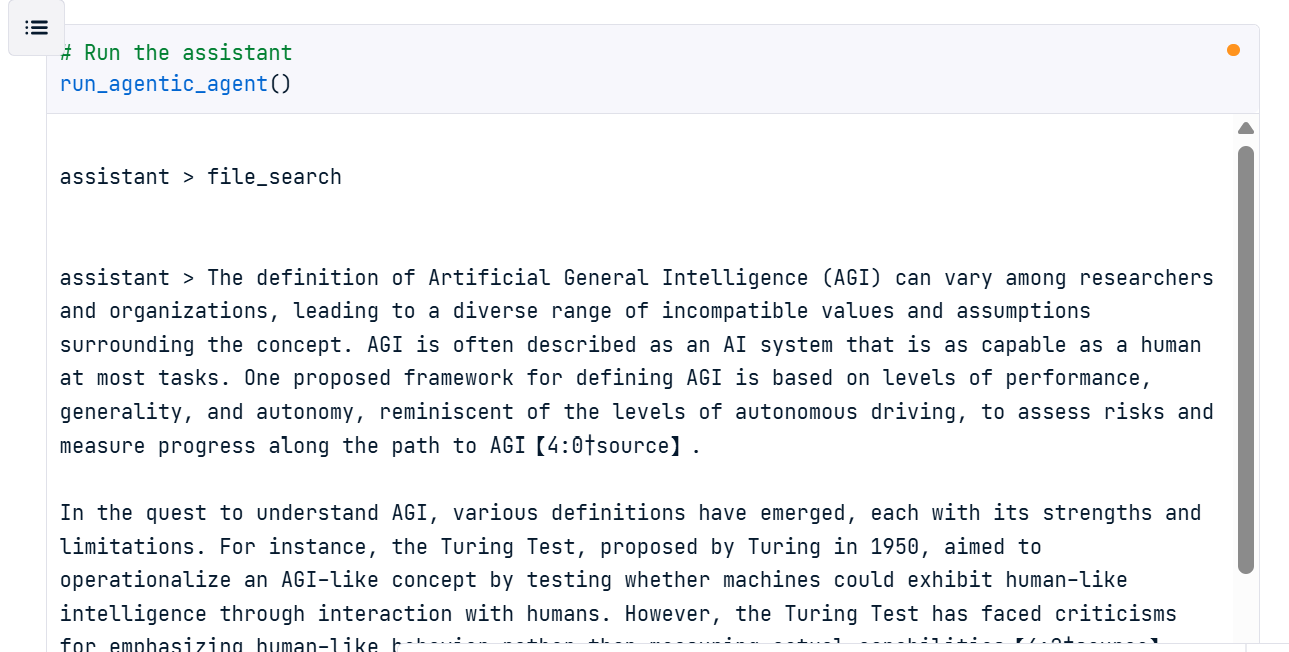 # Run the assistant
run_agentic_agent()
assistant > file_search
assistant > The definition of Artificial General Intelligence (AGI) can vary among researchers
and organizations, leading to a diverse range of incompatible values and assumptions
surrounding the concept. AGI is often described as an AI system that is as capable as a human
at most tasks. One proposed framework for defining AGI is based on levels of performance,
generality, and autonomy, reminiscent of the levels of autonomous driving, to assess risks and
measure progress along the path to AGI【4:0†source】.
In the quest to understand AGI, various definitions have emerged, each with its strengths and
limitations. For instance, the Turing Test, proposed by Turing in 1950, aimed to
operationalize an AGI-like concept by testing whether machines could exhibit human-like
intelligence through interaction with humans. However, the Turing Test has faced criticisms
for emphasizing human-like behavior rather than measuring actual capabilities